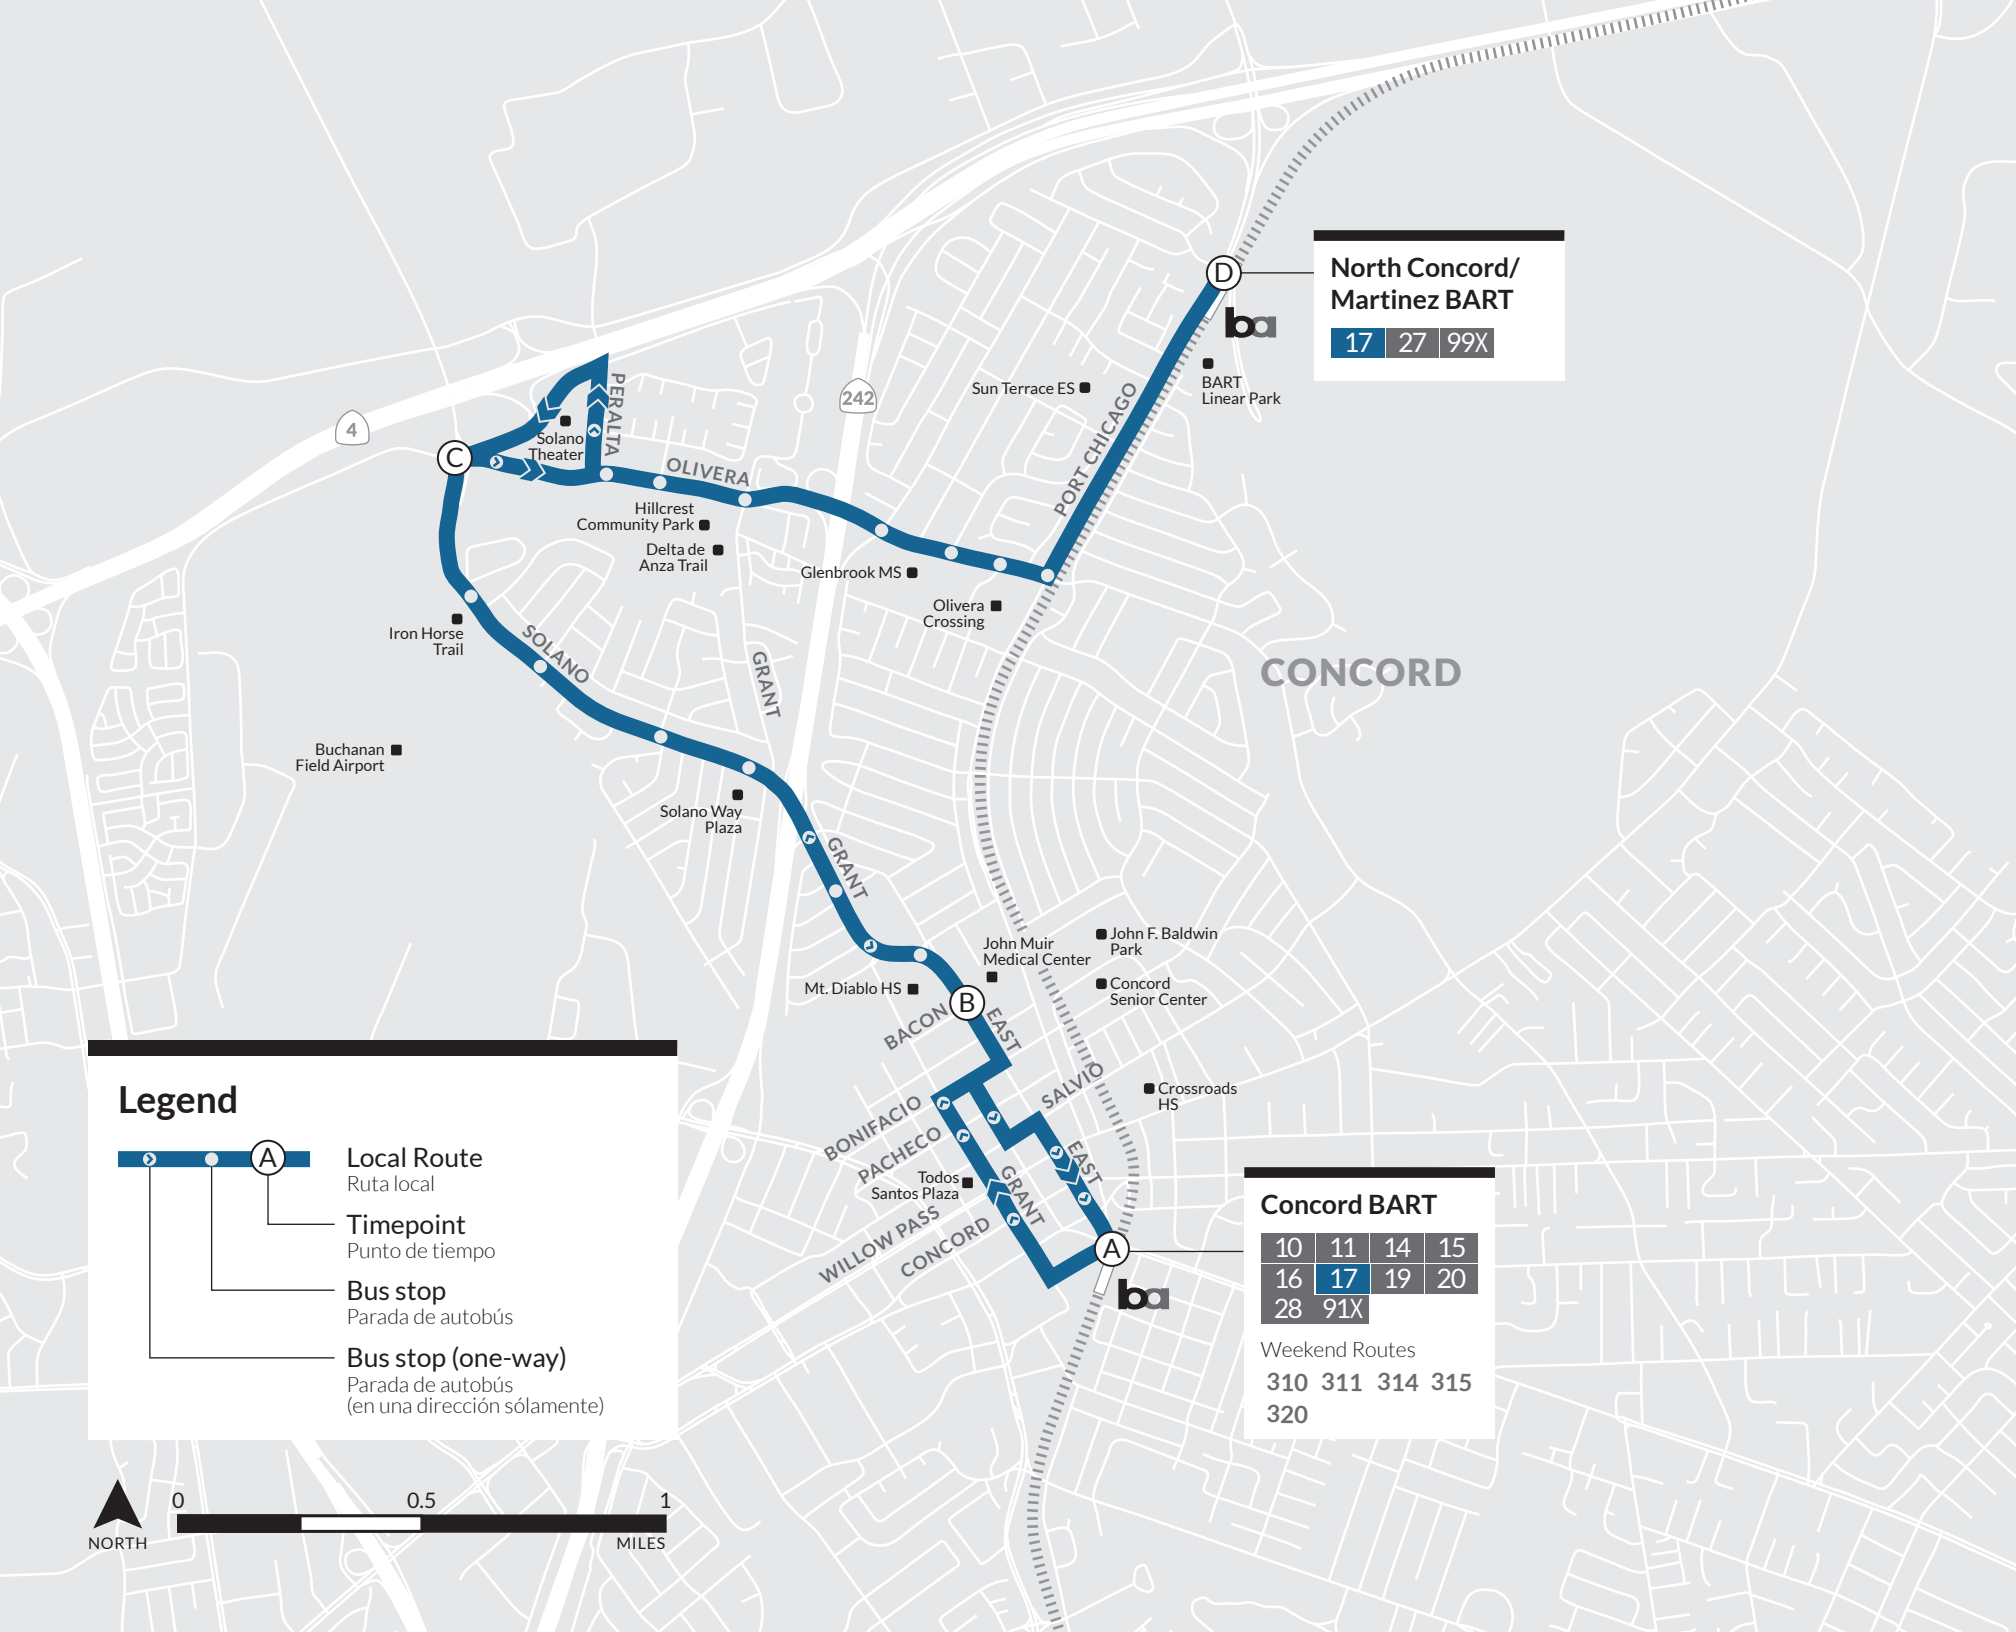 D
North Concord/
Martinez BART
17 27 99X
ba
BART
Linear Park
Sun Terrace ES
PORT CHICAGO
242
4
PERALTA
Solano
Theater
C
OLIVERA
Hillcrest
Community Park
Delta de
Anza Trail
Glenbrook MS
Olivera
Crossing
Iron Horse
Trail
SOLANO
GRANT
CONCORD
Buchanan
Field Airport
Solano Way
Plaza
GRANT
John F. Baldwin
Park
John Muir
Medical Center
Concord
Senior Center
Mt. Diablo HS
B
BACON
EAST
SALVIO
Crossroads
HS
BONIFACIO
PACHECO
EAST
Todos
Santos Plaza
GRANT
WILLOW PASS
CONCORD
A
ba
Concord BART
10 11 14 15
16 17 19 20
28 91X
Weekend Routes
310 311 314 315
320
Legend
A
Local Route
Ruta local
Timepoint
Punto de tiempo
Bus stop
Parada de autobús
Bus stop (one-way)
Parada de autobús
(en una dirección sólamente)
0 0.5 1
NORTH
MILES